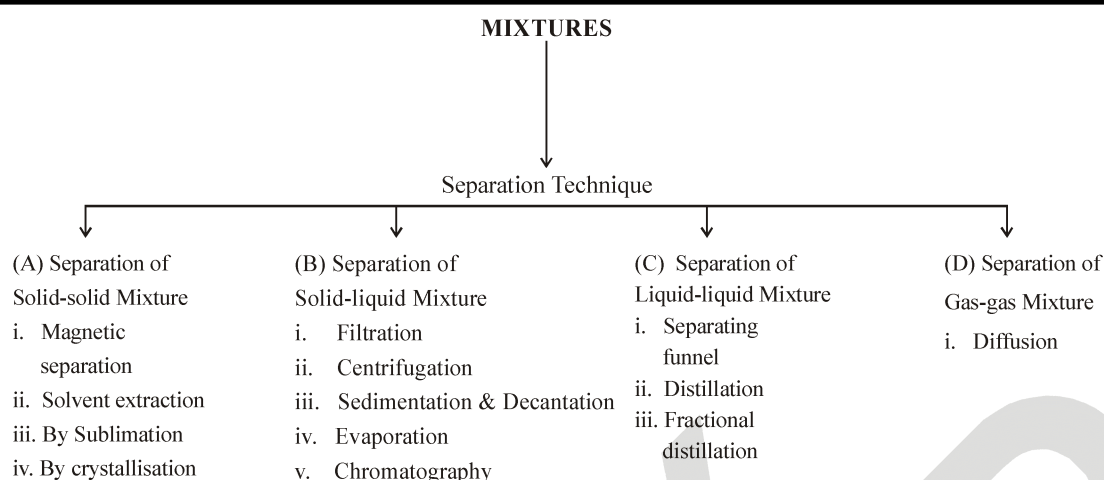 MIXTURES
Separation Technique
(A) Separation of
Solid-solid Mixture
i. Magnetic
separation
ii. Solvent extraction
iii. By Sublimation
iv. By crystallisation
(B) Separation of
Solid-liquid Mixture
i. Filtration
ii. Centrifugation
iii. Sedimentation & Decantation
iv. Evaporation
v. Chromatography
(C) Separation of
Liquid-liquid Mixture
i. Separating
funnel
ii. Distillation
iii. Fractional
distillation
(D) Separation of
Gas-gas Mixture
i. Diffusion